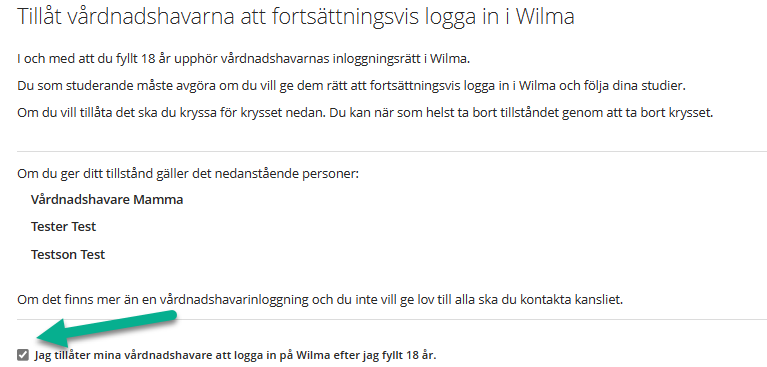 Tillåt vårdnadshavarna att fortsättningsvis logga in i Wilma
I och med att du fyllt 18 år upphör vårdnadshavarnas inloggningsrätt i Wilma.
Du som studerande måste avgöra om du vill ge dem rätt att fortsättningsvis logga in i Wilma och följa dina studier.
Om du vill tillåta det ska du kryssa för krysset nedan. Du kan när som helst ta bort tillståndet genom att ta bort krysset.
Om du ger ditt tillstånd gäller det nedanstående personer:
Vårdnadshavare Mamma
Tester Test
Testson Test
Om det finns mer än en vårdnadshavarinloggning och du inte vill ge lov till alla ska du kontakta kansliet.
Jag tillåter mina vårdnadshavare att logga in på Wilma efter jag fyllt 18 år.